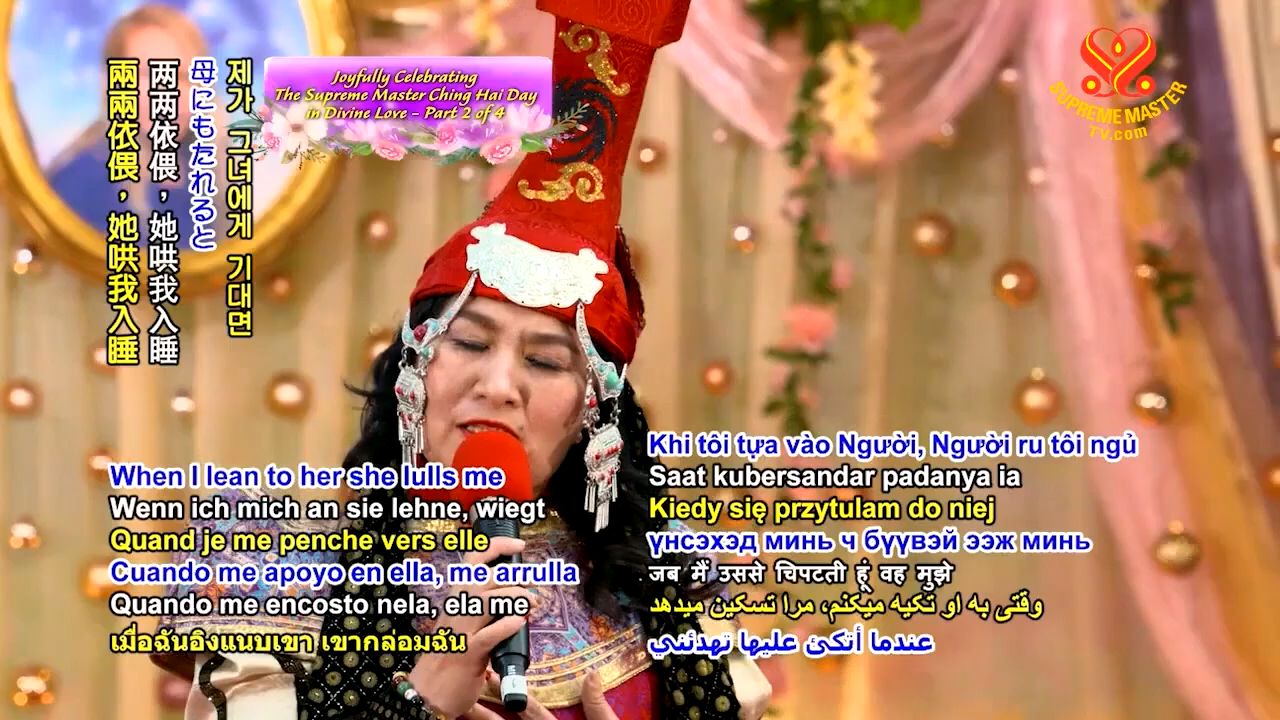 Joyfully Celebrating
The Supreme Master Ching Hai Day
in Divine Love – Part 2 of 4
SUPREME MASTER
TV.com
제가 그녀에게 기대면
母にもたれると
两两依偎，她哄我入睡
兩兩依偎，她哄我入睡
When I lean to her she lulls me
Wenn ich mich an sie lehne, wiegt
Quand je me penche vers elle
Cuando me apoyo en ella, me arrulla
Quando me encosto nela, ela me
เมื่อฉันอิงแนบเขา เขากล่อมฉัน
Khi tôi tựa vào Người, Người ru tôi ngủ
Saat kubersandar padanya ia
Kiedy się przytulam do niej
үнсэхэд минь ч бүүвэй ээж минь
जब मैं उससे चिपटती हूं वह मुझे
وقتی به او تکیه میکنم، مرا تسکین میدهد
عندما أتكئ عليها تهدئني